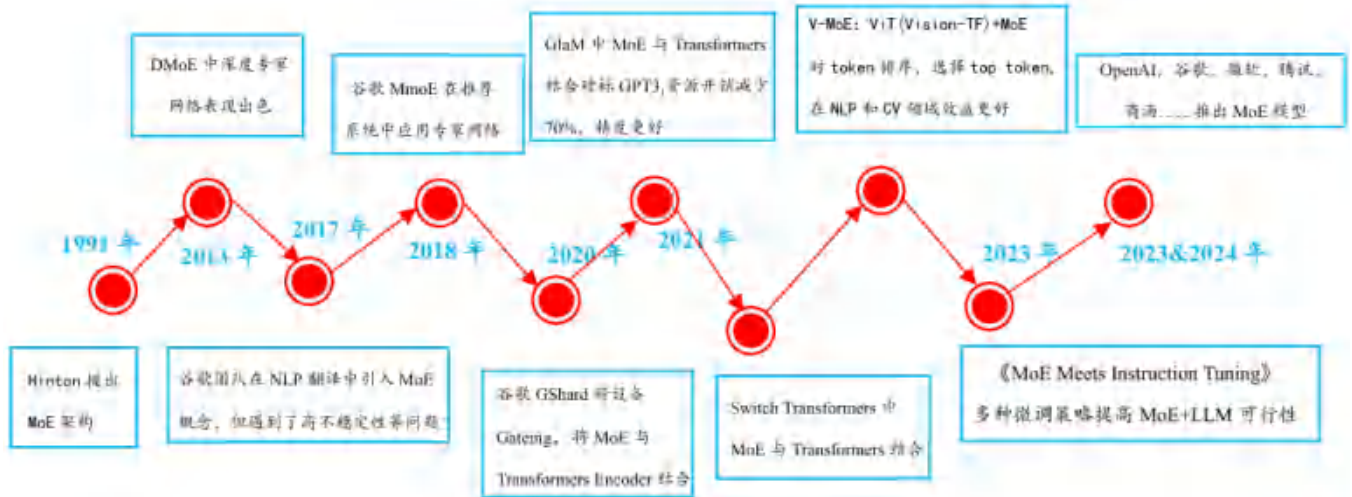 DMoE 中深度专家
网络表现出色
谷歌 MmoE 在推荐
系统中应用专家网络
GlaM 中 MoE 与 Transformers
结合对标 GPT3,资源开销减少
70%，精度更好
V-MoE: ViT(Vision-TF)+MoE
对 token 排序，选择 top token,
在 NLP 和 CV 领域效益更好
OpenAI，谷歌，微软，腾讯，
商汤......推出 MoE 模型
1991 年
2013 年
2017 年
2018 年
2020 年
2021 年
2023 年
2023&2024 年
Hinton 提出
MoE 架构
谷歌团队在 NLP 翻译中引入 MoE
概念，但遇到了高不稳定性等问题
谷歌 GShard 跨设备
Gateing，将 MoE 与
Transformers Encoder 结合
Switch Transformers 中
MoE 与 Transformers 结合
《MoE Meets Instruction Tuning》
多种微调策略提高 MoE+LLM 可行性